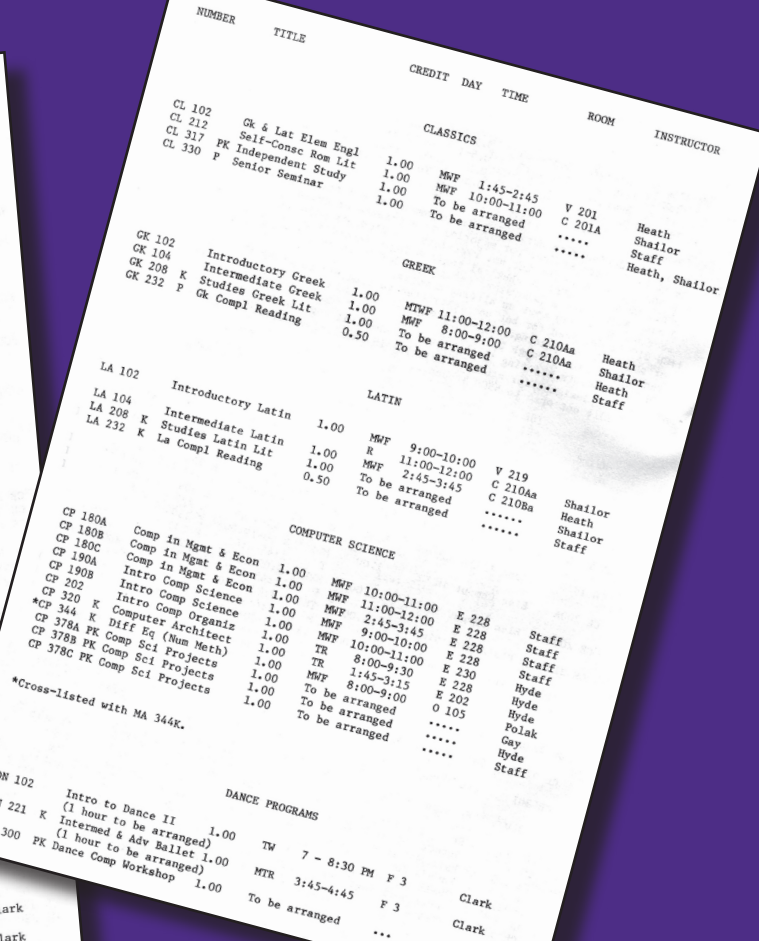 NUMBER TITLE CREDIT DAY TIME ROOM INSTRUCTOR
CLASSICS
CL 102 Gk & Lat Elem Engl 1.00 MWF 1:45-2:45 V 201 Heath
CL 212 Self-Consc Rom Lit 1.00 MWF 10:00-11:00 C 201A Shailor
CL 317 PK Independent Study 1.00 To be arranged ..... Staff
CL 330 P Senior Seminar 1.00 To be arranged ..... Heath, Shailor
GREEK
GK 102 Introductory Greek 1.00 MTWF 11:00-12:00 C 210Aa Heath
GK 104 Intermediate Greek 1.00 MWF 8:00-9:00 C 210Aa Shailor
GK 208 K Studies Greek Lit 1.00 To be arranged ...... Heath
GK 232 P Gk Compl Reading 0.50 To be arranged ...... Staff
LATIN
LA 102 Introductory Latin 1.00 MWF 9:00-10:00 V 219
R 11:00-12:00 C 210Aa Shailor
LA 104 Intermediate Latin 1.00 MWF 2:45-3:45 C 210Ba Heath
LA 208 K Studies Latin Lit 1.00 To be arranged ...... Shailor
LA 232 K La Compl Reading 0.50 To be arranged ...... Staff
COMPUTER SCIENCE
CP 180A Comp in Mgmt & Econ 1.00 MWF 10:00-11:00 E 228 Staff
CP 180B Comp in Mgmt & Econ 1.00 MWF 11:00-12:00 E 228 Staff
CP 180C Comp in Mgmt & Econ 1.00 MWF 2:45-3:45 E 228 Staff
CP 190A Intro Comp Science 1.00 MWF 9:00-10:00 E 228 Staff
CP 190B Intro Comp Science 1.00 MWF 10:00-11:00 E 230 Hyde
CP 202 Intro Comp Organiz 1.00 TR 8:00-9:30 E 228 Hyde
CP 320 K Computer Architect 1.00 TR 1:45-3:15 E 202 Hyde
*CP 344 K Diff Eq (Num Meth) 1.00 MWF 8:00-9:00 O 105 Polak
CP 378A PK Comp Sci Projects 1.00 To be arranged ..... Gay
CP 378B PK Comp Sci Projects 1.00 To be arranged ..... Hyde
CP 378C PK Comp Sci Projects 1.00 To be arranged ..... Staff
*Cross-listed with MA 344K.
DANCE PROGRAMS
N 102 Intro to Dance II 1.00 TW 7 - 8:30 PM F 3 Clark
(1 hour to be arranged)
221 K Intermed & Adv Ballet 1.00 MTR 3:45-4:45 F 3 Clark
(1 hour to be arranged)
300 PK Dance Comp Workshop 1.00 To be arranged ...
ark
lark